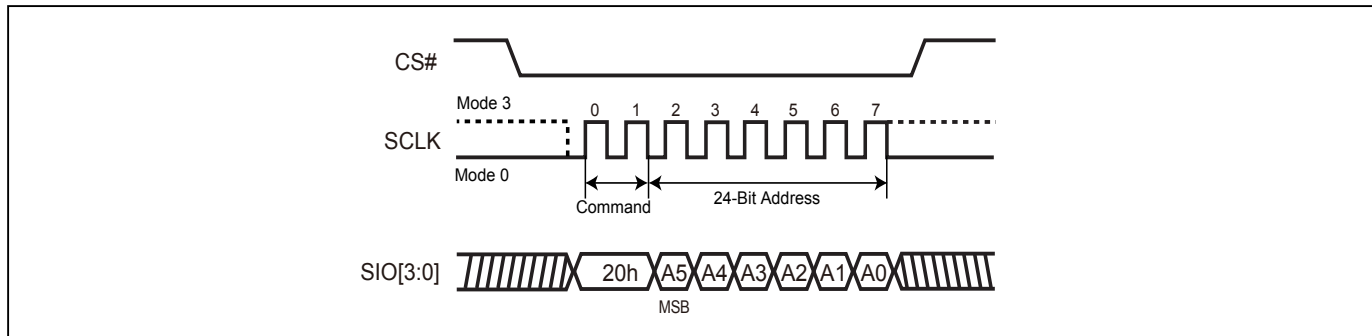 CS#
Mode 3
0 1 2 3 4 5 6 7
SCLK
Mode 0
Command
24-Bit Address
SIO[3:0]
20h A5 A4 A3 A2 A1 A0
MSB